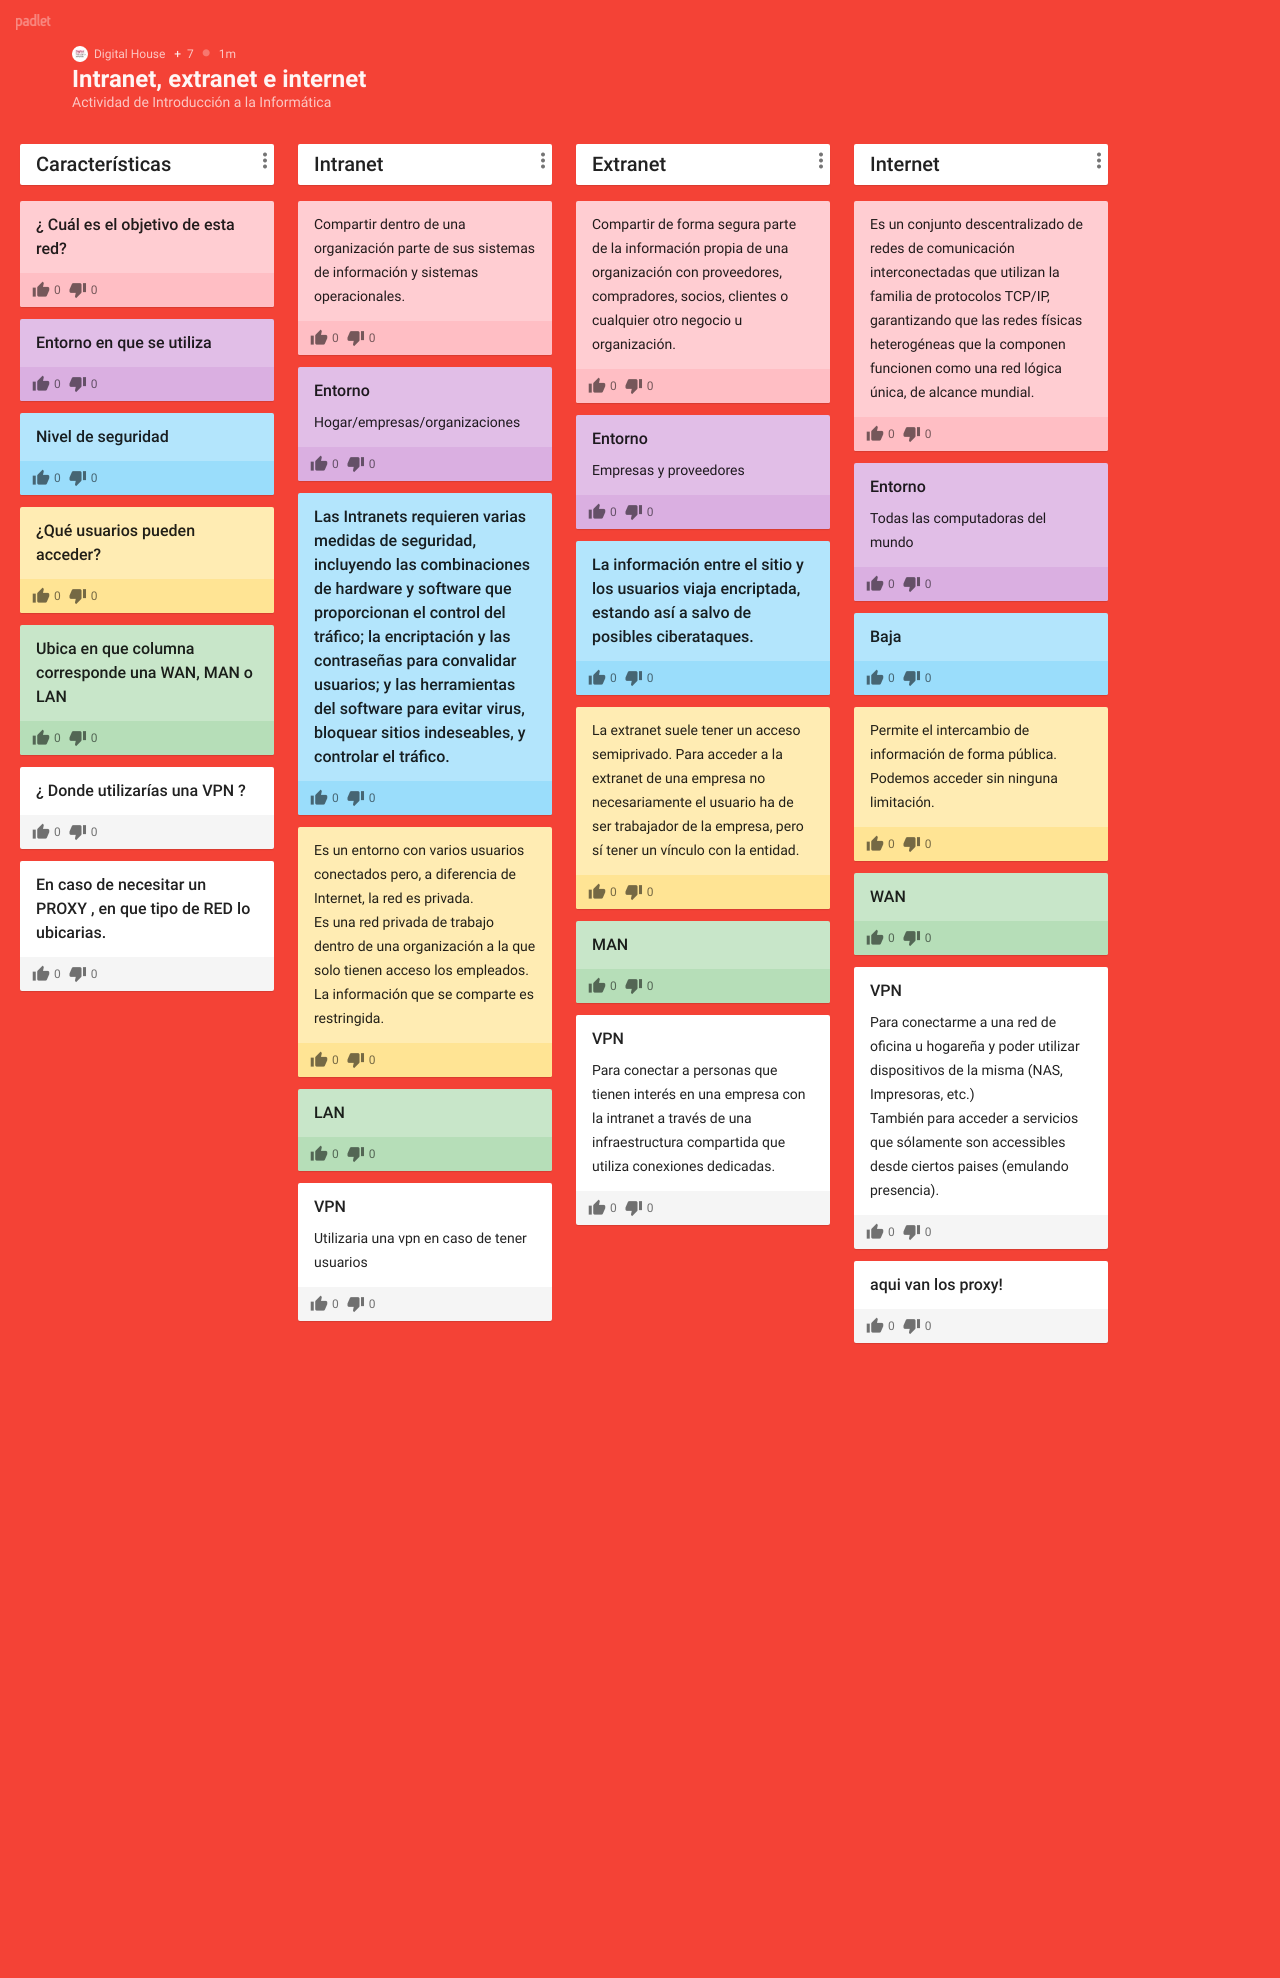 padlet
Digital House + 7 1m
Intranet, extranet e internet
Actividad de Introducción a la Informática
Características
¿ Cuál es el objetivo de esta
red?
0 0
Entorno en que se utiliza
0 0
Nivel de seguridad
0 0
¿Qué usuarios pueden
acceder?
0 0
Ubica en que columna
corresponde una WAN, MAN o
LAN
0 0
¿ Donde utilizarías una VPN ?
0 0
En caso de necesitar un
PROXY , en que tipo de RED lo
ubicarias.
0 0
Intranet
Compartir dentro de una
organización parte de sus sistemas
de información y sistemas
operacionales.
0 0
Entorno
Hogar/empresas/organizaciones
0 0
Las Intranets requieren varias
medidas de seguridad,
incluyendo las combinaciones
de hardware y software que
proporcionan el control del
tráfico; la encriptación y las
contraseñas para convalidar
usuarios; y las herramientas
del software para evitar virus,
bloquear sitios indeseables, y
controlar el tráfico.
0 0
Es un entorno con varios usuarios
conectados pero, a diferencia de
Internet, la red es privada.
Es una red privada de trabajo
dentro de una organización a la que
solo tienen acceso los empleados.
La información que se comparte es
restringida.
0 0
LAN
0 0
VPN
Utilizaria una vpn en caso de tener
usuarios
0 0
Extranet
Compartir de forma segura parte
de la información propia de una
organización con proveedores,
compradores, socios, clientes o
cualquier otro negocio u
organización.
0 0
Entorno
Empresas y proveedores
0 0
La información entre el sitio y
los usuarios viaja encriptada,
estando así a salvo de
posibles ciberataques.
0 0
La extranet suele tener un acceso
semiprivado. Para acceder a la
extranet de una empresa no
necesariamente el usuario ha de
ser trabajador de la empresa, pero
sí tener un vínculo con la entidad.
0 0
MAN
0 0
VPN
Para conectar a personas que
tienen interés en una empresa con
la intranet a través de una
infraestructura compartida que
utiliza conexiones dedicadas.
0 0
Internet
Es un conjunto descentralizado de
redes de comunicación
interconectadas que utilizan la
familia de protocolos TCP/IP,
garantizando que las redes físicas
heterogéneas que la componen
funcionen como una red lógica
única, de alcance mundial.
0 0
Entorno
Todas las computadoras del
mundo
0 0
Baja
0 0
Permite el intercambio de
información de forma pública.
Podemos acceder sin ninguna
limitación.
0 0
WAN
0 0
VPN
Para conectarme a una red de
oficina u hogareña y poder utilizar
dispositivos de la misma (NAS,
Impresoras, etc.)
También para acceder a servicios
que sólamente son accessibles
desde ciertos paises (emulando
presencia).
0 0
aqui van los proxy!
0 0